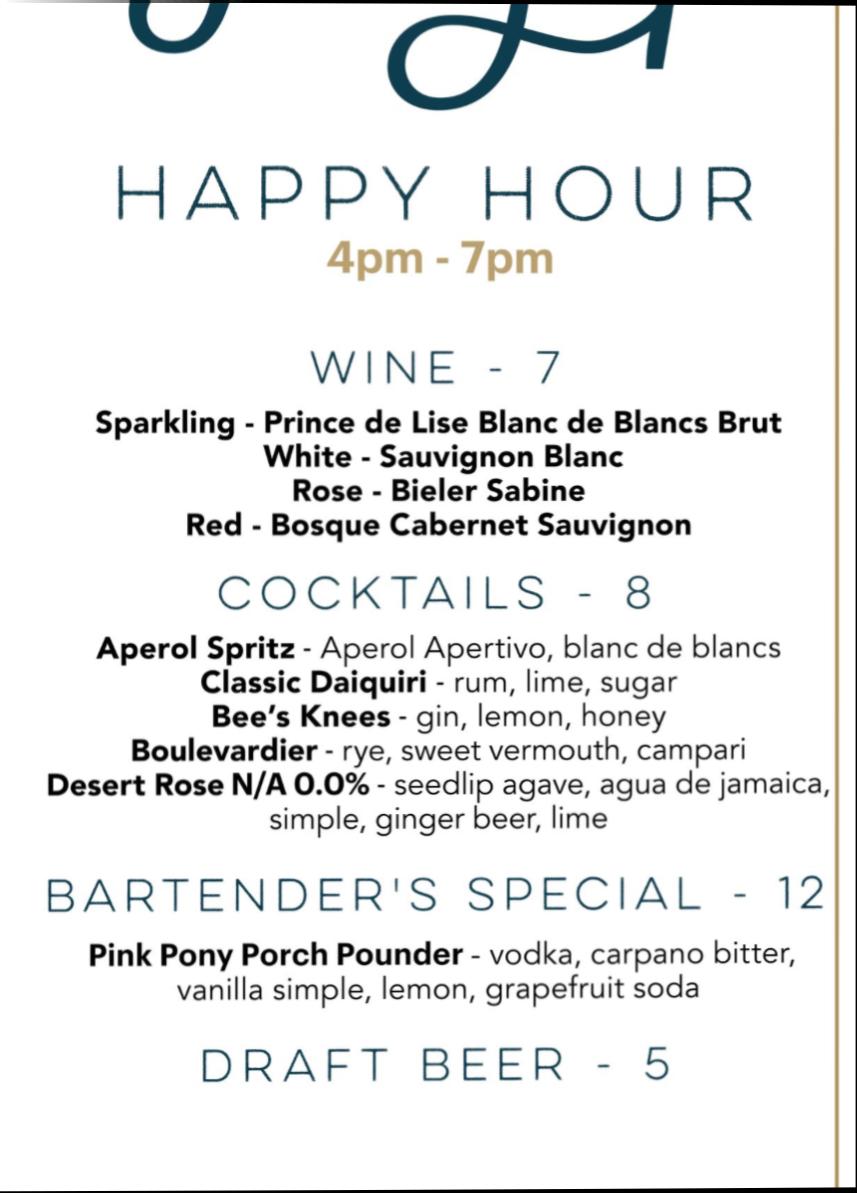 HAPPY HOUR
4pm - 7pm
WINE - 7
Sparkling - Prince de Lise Blanc de Blancs Brut
White - Sauvignon Blanc
Rose - Bieler Sabine
Red - Bosque Cabernet Sauvignon
COCKTAILS - 8
Aperol Spritz - Aperol Apertivo, blanc de blancs
Classic Daiquiri - rum, lime, sugar
Bee's Knees - gin, lemon, honey
Boulevardier - rye, sweet vermouth, campari
Desert Rose N/A 0.0% - seedlip agave, agua de jamaica,
simple, ginger beer, lime
BARTENDER'S SPECIAL - 12
Pink Pony Porch Pounder - vodka, carpano bitter,
vanilla simple, lemon, grapefruit soda
DRAFT BEER - 5